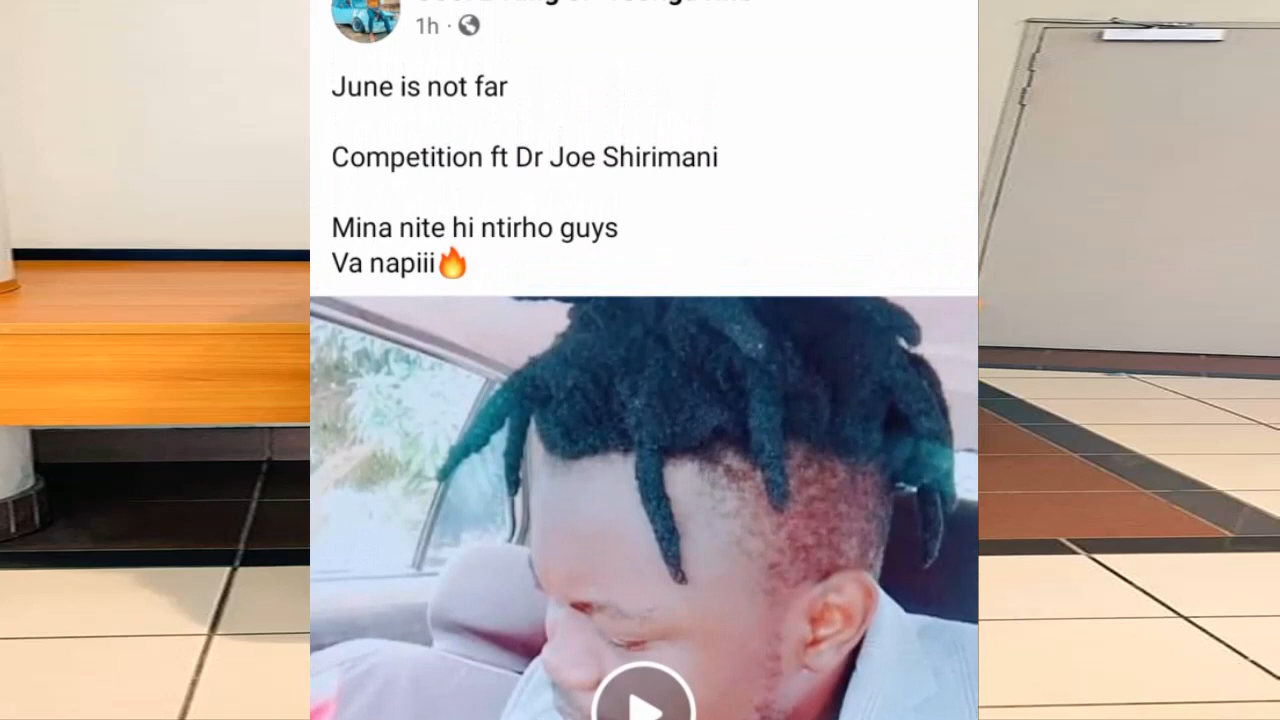 1h ·
June is not far
Competition ft Dr Joe Shirimani
Mina nite hi ntirho guys
Va napiii🔥